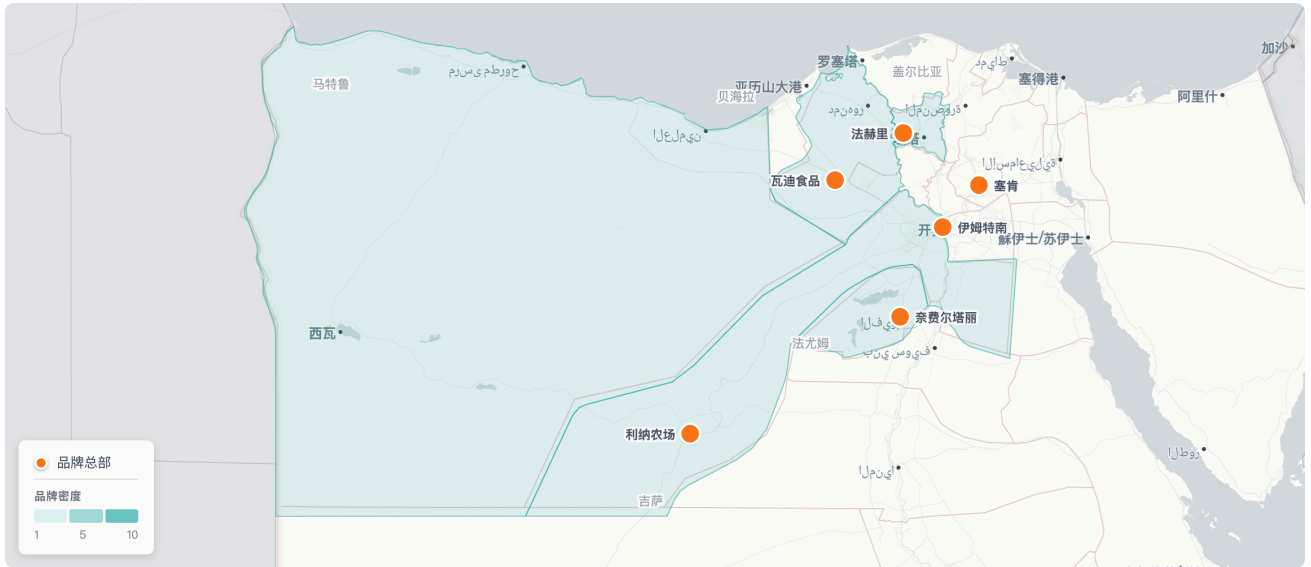 加沙
罗塞塔
盖尔比亚
دمياط
塞得港
马特鲁
مرسى مطروح
亚历山大港
贝海拉
阿里什
دمنهور
المنصورة
العلمين
法赫里
الإسماعيلية
瓦迪食品
塞肯
伊姆特南
穌伊士/苏伊士
奈费尔塔丽
西瓦
法尤姆
بني سويف
利纳农场
المنيا
الطور
吉萨
品牌总部
品牌密度
1 5 10